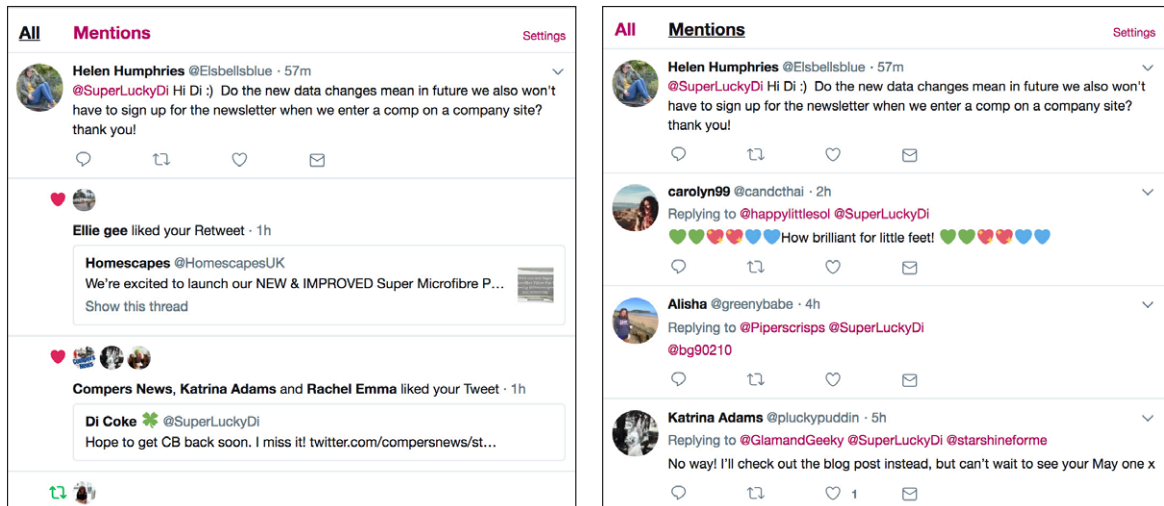 All Mentions Settings
Helen Humphries @Elsbellsblue · 57m
@SuperLuckyDi Hi Di :) Do the new data changes mean in future we also won't
have to sign up for the newsletter when we enter a comp on a company site?
thank you!
Ellie gee liked your Retweet · 1h
Homescapes @HomescapesUK
We're excited to launch our NEW & IMPROVED Super Microfibre P...
Show this thread
Compers News, Katrina Adams and Rachel Emma liked your Tweet · 1h
Di Coke 🍀 @SuperLuckyDi
Hope to get CB back soon. I miss it! twitter.com/compersnews/st...
All Mentions Settings
Helen Humphries @Elsbellsblue · 57m
@SuperLuckyDi Hi Di :) Do the new data changes mean in future we also won't
have to sign up for the newsletter when we enter a comp on a company site?
thank you!
carolyn99 @candcthai · 2h
Replying to @happylittlesol @SuperLuckyDi
💚💚💖💖💙💙How brilliant for little feet! 💚💚💖💖💙💙
Alisha @greenybabe · 4h
Replying to @Piperscrisps @SuperLuckyDi
@bg90210
Katrina Adams @pluckypuddin · 5h
Replying to @GlamandGeeky @SuperLuckyDi @starshineforme
No way! I'll check out the blog post instead, but can't wait to see your May one x
1